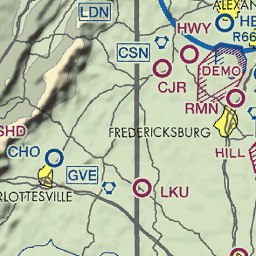 ALEXAN
LDN
HWY
HE
R66
CSN
DEMO
CJR
RMN
SHD
FREDERICKSBURG
CHO
HILL
GVE
RLOTTESVILLE
LKU